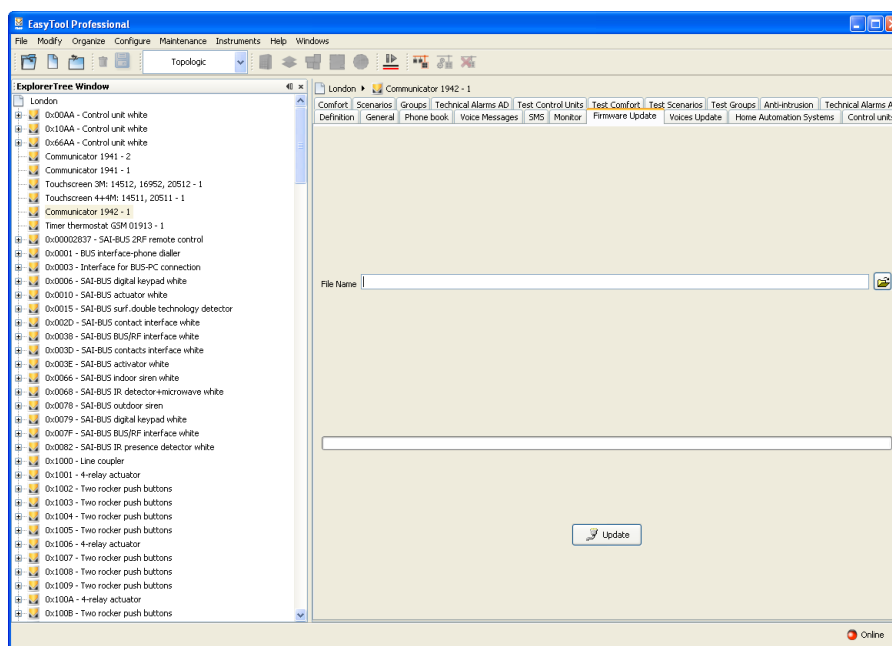 EasyTool Professional
File Modify Organize Configure Maintenance Instruments Help Windows
Topologic
ExplorerTree Window
London
0x00AA - Control unit white
0x10AA - Control unit white
0x66AA - Control unit white
Communicator 1941 - 2
Communicator 1941 - 1
Touchscreen 3M: 14512, 16952, 20512 - 1
Touchscreen 4+4M: 14511, 20511 - 1
Communicator 1942 - 1
Timer thermostat GSM 01913 - 1
0x00002837 - SAI-BUS 2RF remote control
0x0001 - BUS interface-phone dialler
0x0003 - Interface for BUS-PC connection
0x0006 - SAI-BUS digital keypad white
0x0010 - SAI-BUS actuator white
0x0015 - SAI-BUS surf.double technology detector
0x002D - SAI-BUS contact interface white
0x0038 - SAI-BUS BUS/RF interface white
0x003D - SAI-BUS contacts interface white
0x003E - SAI-BUS activator white
0x0066 - SAI-BUS indoor siren white
0x0068 - SAI-BUS IR detector+microwave white
0x0078 - SAI-BUS outdoor siren
0x0079 - SAI-BUS digital keypad white
0x007F - SAI-BUS BUS/RF interface white
0x0082 - SAI-BUS IR presence detector white
0x1000 - Line coupler
0x1001 - 4-relay actuator
0x1002 - Two rocker push buttons
0x1003 - Two rocker push buttons
0x1004 - Two rocker push buttons
0x1005 - Two rocker push buttons
0x1006 - 4-relay actuator
0x1007 - Two rocker push buttons
0x1008 - Two rocker push buttons
0x1009 - Two rocker push buttons
0x100A - 4-relay actuator
0x100B - Two rocker push buttons
London Communicator 1942 - 1
Comfort Scenarios Groups Technical Alarms AD Test Control Units Test Comfort Test Scenarios Test Groups Anti-intrusion Technical Alarms A
Definition General Phone book Voice Messages SMS Monitor Firmware Update Voices Update Home Automation Systems Control units
File Name
Update
Online